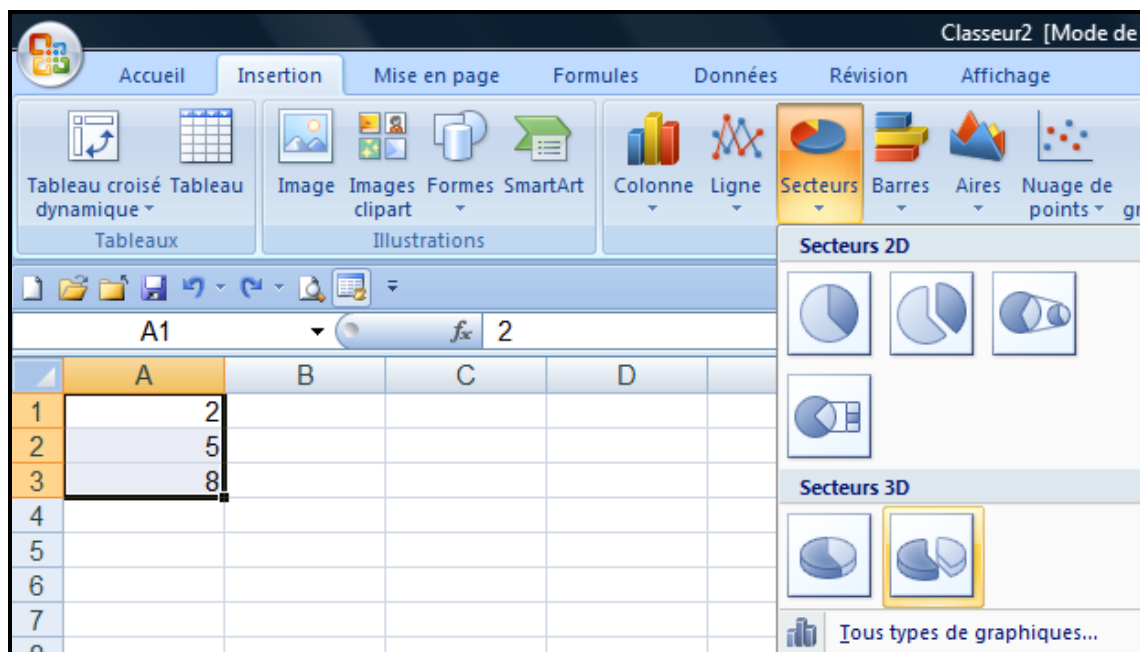 Classeur2 [Mode de
Accueil Insertion Mise en page Formules Données Révision Affichage
Tableau croisé Tableau Image Images Formes SmartArt Colonne Ligne Secteurs Barres Aires Nuage de
dynamique clipart points gr
Tableaux Illustrations
Secteurs 2D
A1 fx 2
A B C D
1 2
2 5
3 8
Secteurs 3D
4
5
6
7
Tous types de graphiques...